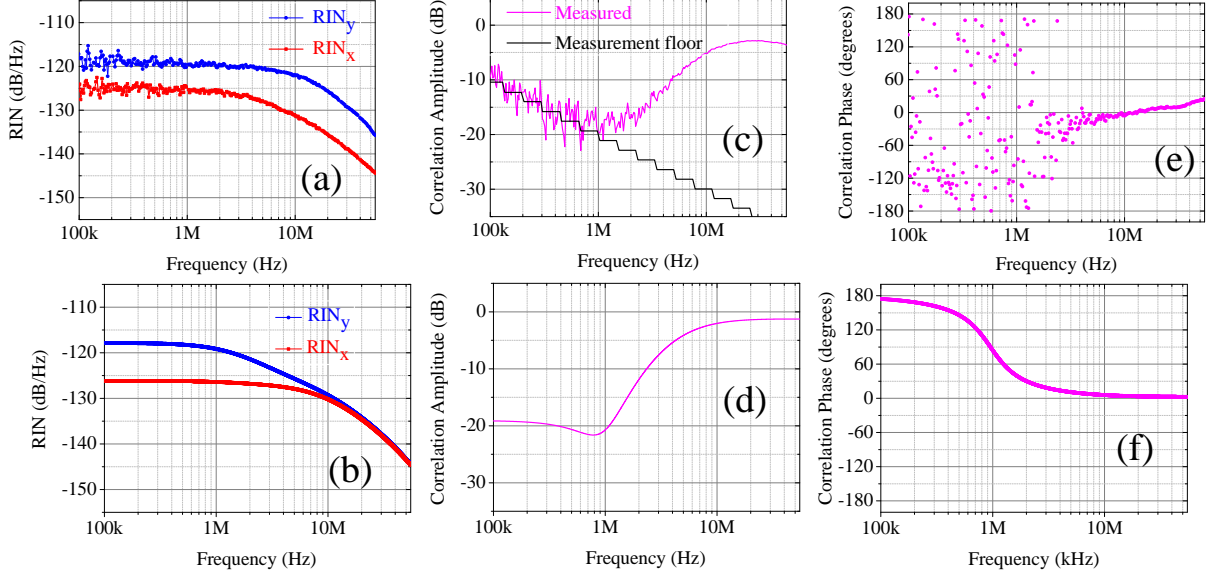 -110
-120
-130
-140
-150
RIN (dB/Hz)
RINy
RINx
(a)
100k 1M 10M
Frequency (Hz)
0
-10
-20
-30
Correlation Amplitude (dB)
Measured
Measurement floor
(c)
100k 1M 10M
Frequency (Hz)
180
120
60
0
-60
-120
-180
Correlation Phase (degrees)
(e)
100k 1M 10M
Frequency (Hz)
-110
-120
-130
-140
-150
RIN (dB/Hz)
RINy
RINx
(b)
100k 1M 10M
Frequency (Hz)
0
-10
-20
-30
Correlation Amplitude (dB)
(d)
100k 1M 10M
Frequency (Hz)
180
120
60
0
-60
-120
-180
Correlation Phase (degrees)
(f)
100k 1M 10M
Frequency (kHz)